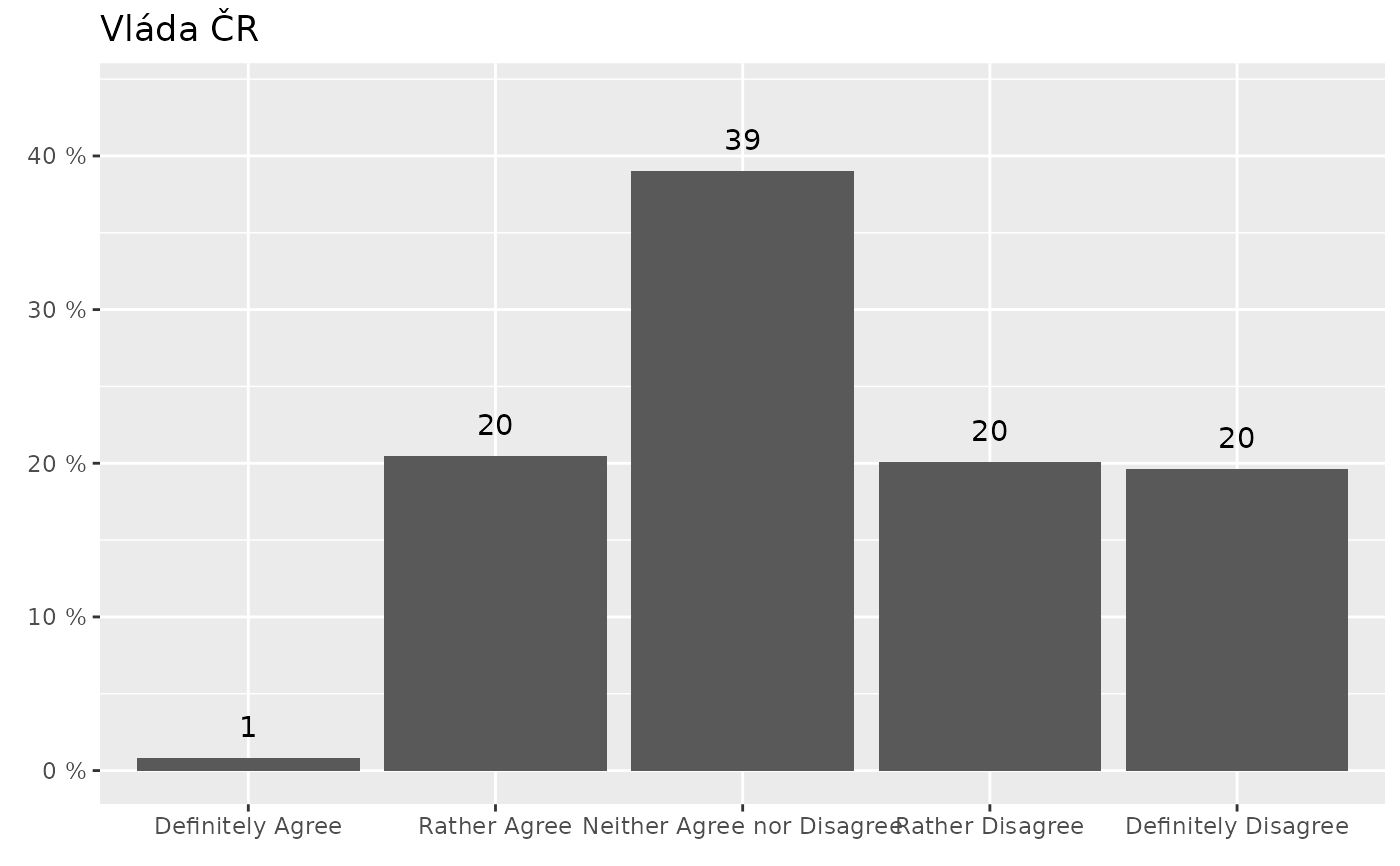 Vláda ČR
40 %
30 %
20 %
10 %
0 %
1
20
39
20
20
Definitely Agree
Rather Agree
Neither Agree nor Disagree
Rather Disagree
Definitely Disagree